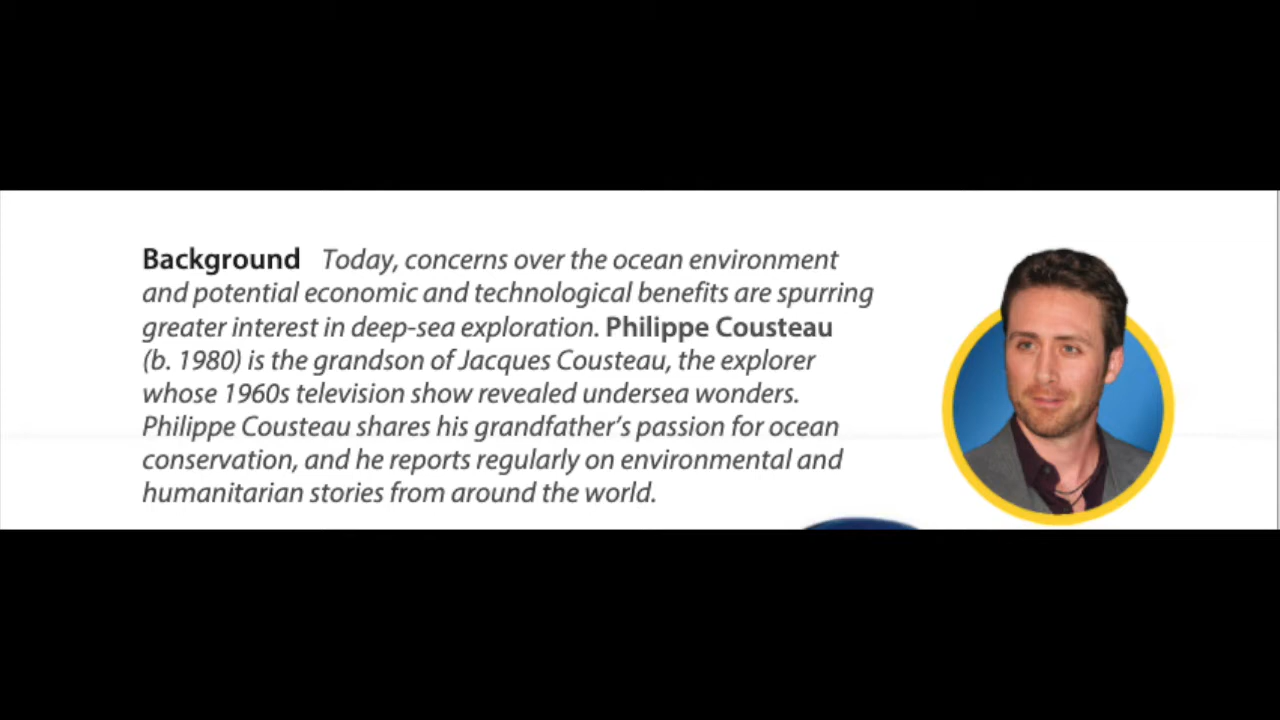 Background Today, concerns over the ocean environment
and potential economic and technological benefits are spurring
greater interest in deep-sea exploration. Philippe Cousteau
(b. 1980) is the grandson of Jacques Cousteau, the explorer
whose 1960s television show revealed undersea wonders.
Philippe Cousteau shares his grandfather’s passion for ocean
conservation, and he reports regularly on environmental and
humanitarian stories from around the world.